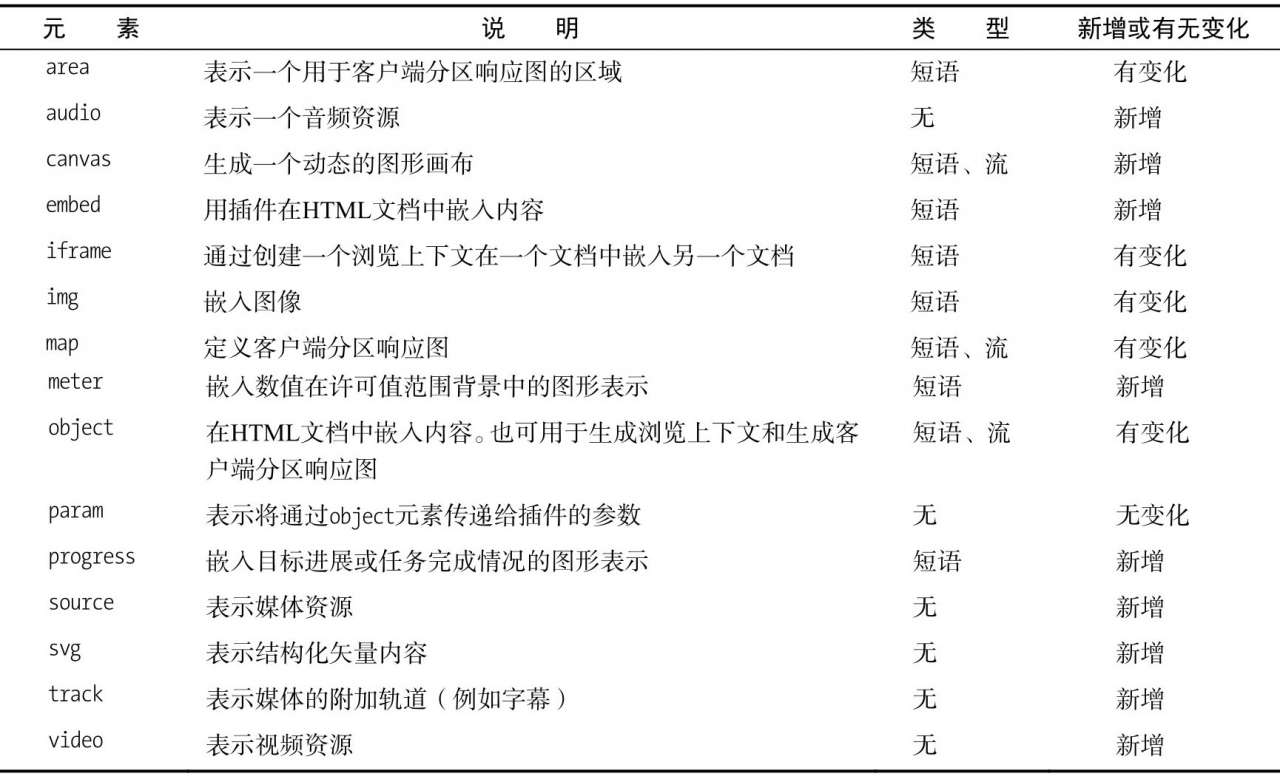 元 素 说 明 类 型 新增或有无变化
area 表示一个用于客户端分区响应图的区域 短语 有变化
audio 表示一个音频资源 无 新增
canvas 生成一个动态的图形画布 短语、流 新增
embed 用插件在HTML文档中嵌入内容 短语 新增
iframe 通过创建一个浏览上下文在一个文档中嵌入另一个文档 短语 有变化
img 嵌入图像 短语 有变化
map 定义客户端分区响应图 短语、流 有变化
meter 嵌入数值在许可值范围背景中的图形表示 短语 新增
object 在HTML文档中嵌入内容。也可用于生成浏览上下文和生成客 短语、流 有变化
户端分区响应图
param 表示将通过object元素传递给插件的参数 无 无变化
progress 嵌入目标进展或任务完成情况的图形表示 短语 新增
source 表示媒体资源 无 新增
svg 表示结构化矢量内容 无 新增
track 表示媒体的附加轨道（例如字幕） 无 新增
video 表示视频资源 无 新增